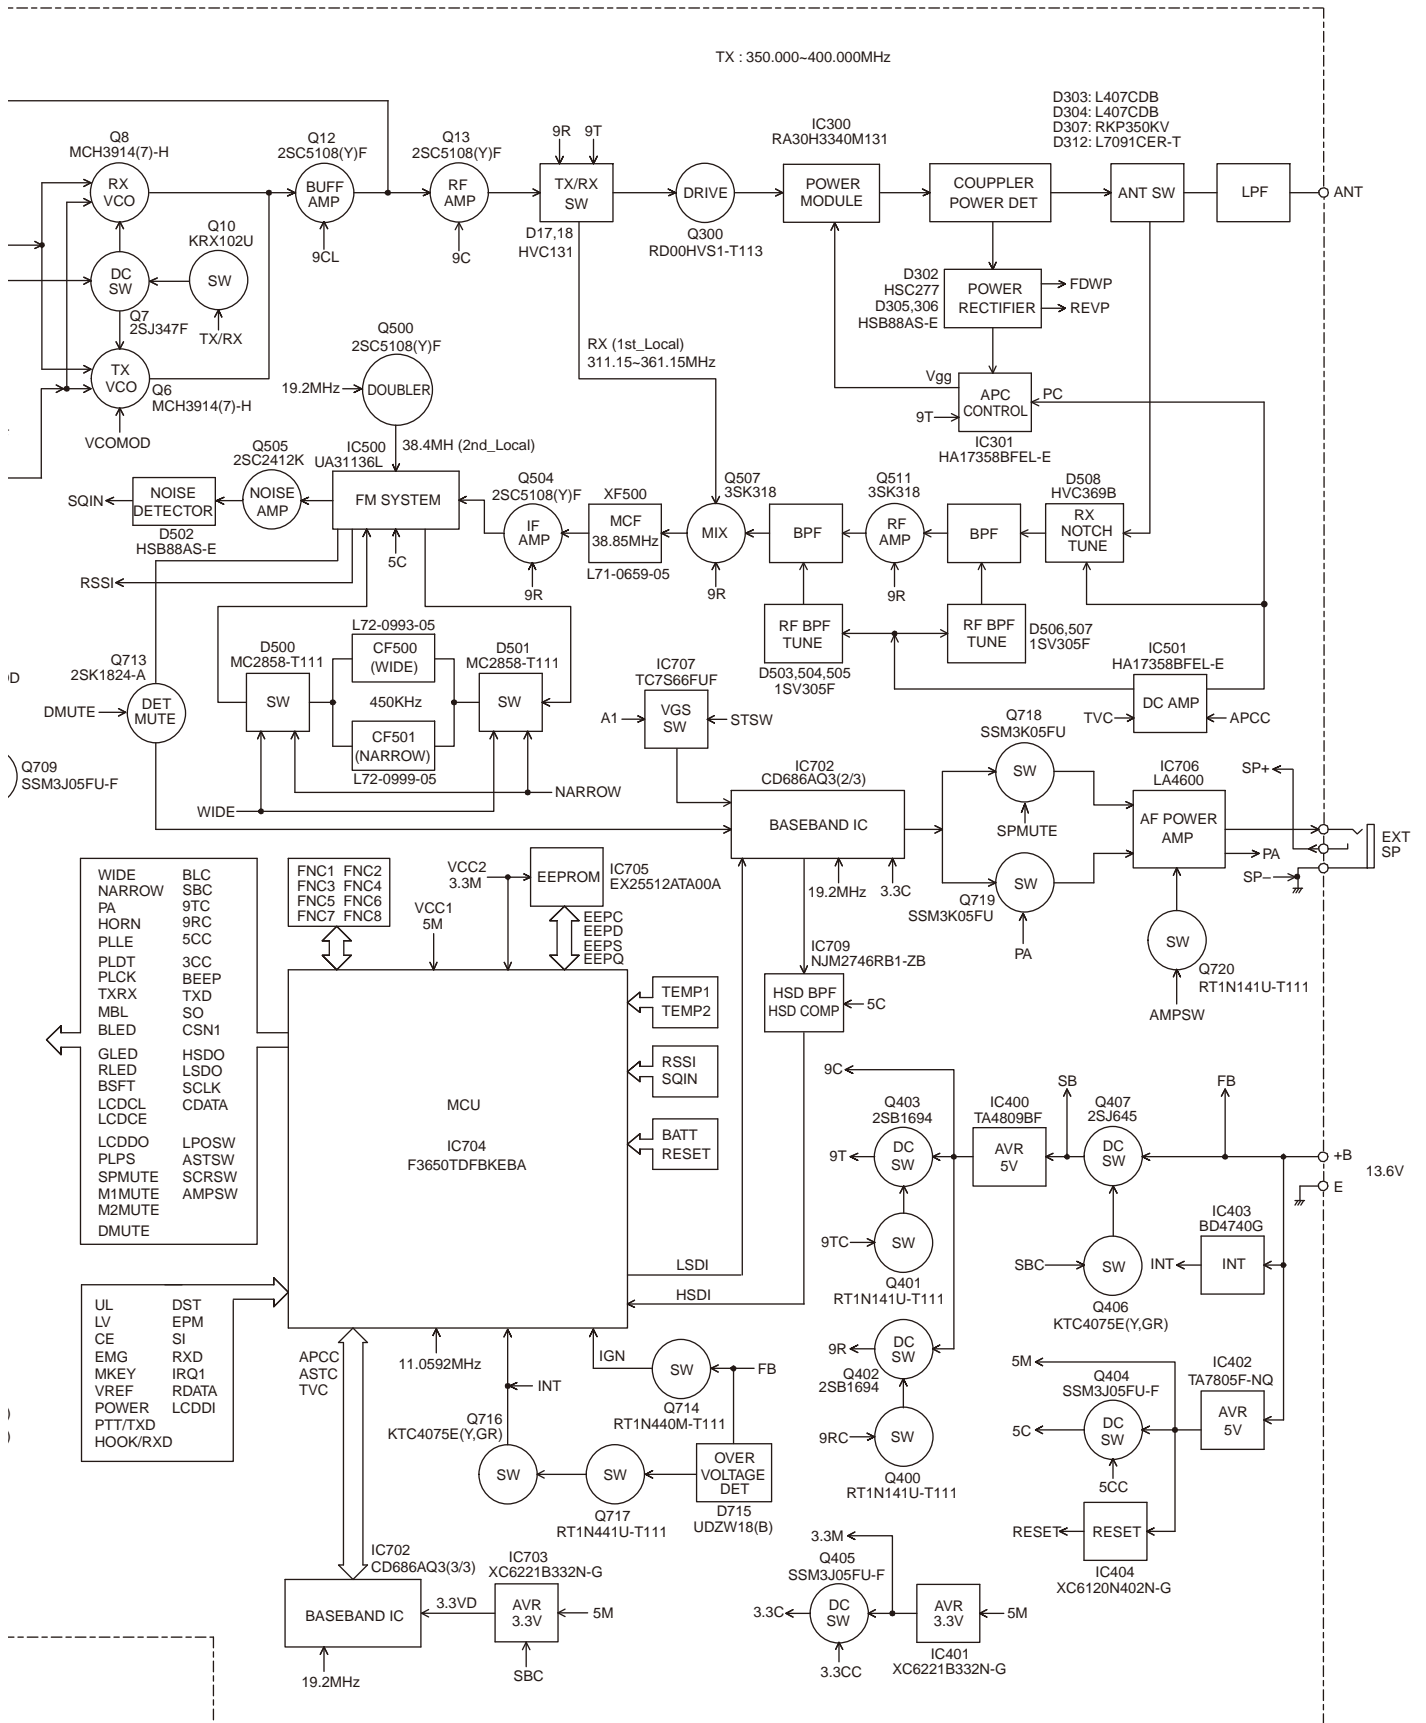 TX : 350.000~400.000MHz
Q8
MCH3914(7)-H
RX
VCO
Q12
2SC5108(Y)F
BUFF
AMP
9CL
Q13
2SC5108(Y)F
RF
AMP
9C
9R 9T
TX/RX
SW
D17,18
HVC131
DRIVE
Q300
RD00HVS1-T113
IC300
RA30H3340M131
POWER
MODULE
COUPPLER
POWER DET
D303: L407CDB
D304: L407CDB
D307: RKP350KV
D312: L7091CER-T
ANT SW
LPF
ANT
Q10
KRX102U
SW
TX/RX
DC
SW
Q7
2SJ347F
TX
VCO
Q6
MCH3914(7)-H
VCOMOD
D302
HSC277
D305,306
HSB88AS-E
POWER
RECTIFIER
FDWP
REVP
Q500
2SC5108(Y)F
19.2MHz
DOUBLER
38.4MH (2nd_Local)
RX (1st_Local)
311.15~361.15MHz
Vgg
APC
CONTROL
PC
9T
IC301
HA17358BFEL-E
SQIN
NOISE
DETECTOR
D502
HSB88AS-E
Q505
2SC2412K
NOISE
AMP
IC500
UA31136L
FM SYSTEM
5C
RSSI
Q504
2SC5108(Y)F
IF
AMP
9R
XF500
MCF
38.85MHz
L71-0659-05
Q507
3SK318
MIX
9R
BPF
Q511
3SK318
RF
AMP
9R
BPF
D508
HVC369B
RX
NOTCH
TUNE
RF BPF
TUNE
D503,504,505
1SV305F
RF BPF
TUNE
D506,507
1SV305F
IC501
HA17358BFEL-E
DC AMP
TVC
APCC
D
Q713
2SK1824-A
DMUTE
DET
MUTE
Q709
SSM3J05FU-F
D500
MC2858-T111
SW
L72-0993-05
CF500
(WIDE)
450KHz
CF501
(NARROW)
L72-0999-05
D501
MC2858-T111
SW
WIDE
NARROW
IC707
TC7S66FUF
A1
VGS
SW
STSW
IC702
CD686AQ3(2/3)
BASEBAND IC
19.2MHz
3.3C
Q718
SSM3K05FU
SW
SPMUTE
SW
Q719
SSM3K05FU
PA
IC706
LA4600
AF POWER
AMP
SP+
PA
SP–
EXT
SP
SW
Q720
RT1N141U-T111
AMPSW
WIDE BLC
NARROW SBC
PA 9TC
HORN 9RC
PLLE 5CC
PLDT 3CC
PLCK BEEP
TXRX TXD
MBL SO
BLED CSN1
GLED HSDO
RLED LSDO
BSFT SCLK
LCDCL CDATA
LCDCE
LCDDO LPOSW
PLPS ASTSW
SPMUTE SCRSW
M1MUTE AMPSW
M2MUTE
DMUTE
FNC1 FNC2
FNC3 FNC4
FNC5 FNC6
FNC7 FNC8
VCC1
5M
VCC2
3.3M
EEPROM
IC705
EX25512ATA00A
EEPC
EEPD
EEPS
EEPQ
TEMP1
TEMP2
RSSI
SQIN
BATT
RESET
MCU
IC704
F3650TDFBKEBA
LSDI
HSDI
IC709
NJM2746RB1-ZB
HSD BPF
HSD COMP
5C
9C
Q403
2SB1694
9T
DC
SW
9TC
SW
Q401
RT1N141U-T111
IC400
TA4809BF
AVR
5V
SB
Q407
2SJ645
DC
SW
FB
+B
13.6V
E
SBC
SW
Q406
KTC4075E(Y,GR)
IC403
BD4740G
INT
INT
9R
DC
SW
Q402
2SB1694
9RC
SW
Q400
RT1N141U-T111
5M
Q404
SSM3J05FU-F
5C
DC
SW
5CC
IC402
TA7805F-NQ
AVR
5V
RESET
RESET
IC404
XC6120N402N-G
UL DST
LV EPM
CE SI
EMG RXD
MKEY IRQ1
VREF RDATA
POWER LCDDI
PTT/TXD
HOOK/RXD
APCC
ASTC
TVC
11.0592MHz
INT
IGN
SW
FB
Q714
RT1N440M-T111
Q716
KTC4075E(Y,GR)
SW
SW
Q717
RT1N441U-T111
OVER
VOLTAGE
DET
D715
UDZW18(B)
IC702
CD686AQ3(3/3)
BASEBAND IC
19.2MHz
3.3VD
IC703
XC6221B332N-G
AVR
3.3V
5M
SBC
3.3M
Q405
SSM3J05FU-F
3.3C
DC
SW
3.3CC
AVR
3.3V
5M
IC401
XC6221B332N-G